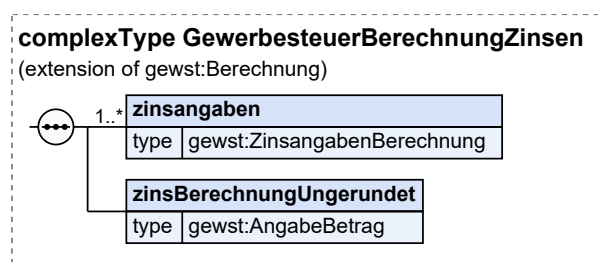 complexType GewerbesteuerBerechnungZinsen
(extension of gewst:Berechnung)
1..* zinsangaben
type gewst:ZinsangabenBerechnung
zinsBerechnungUngerundet
type gewst:AngabeBetrag